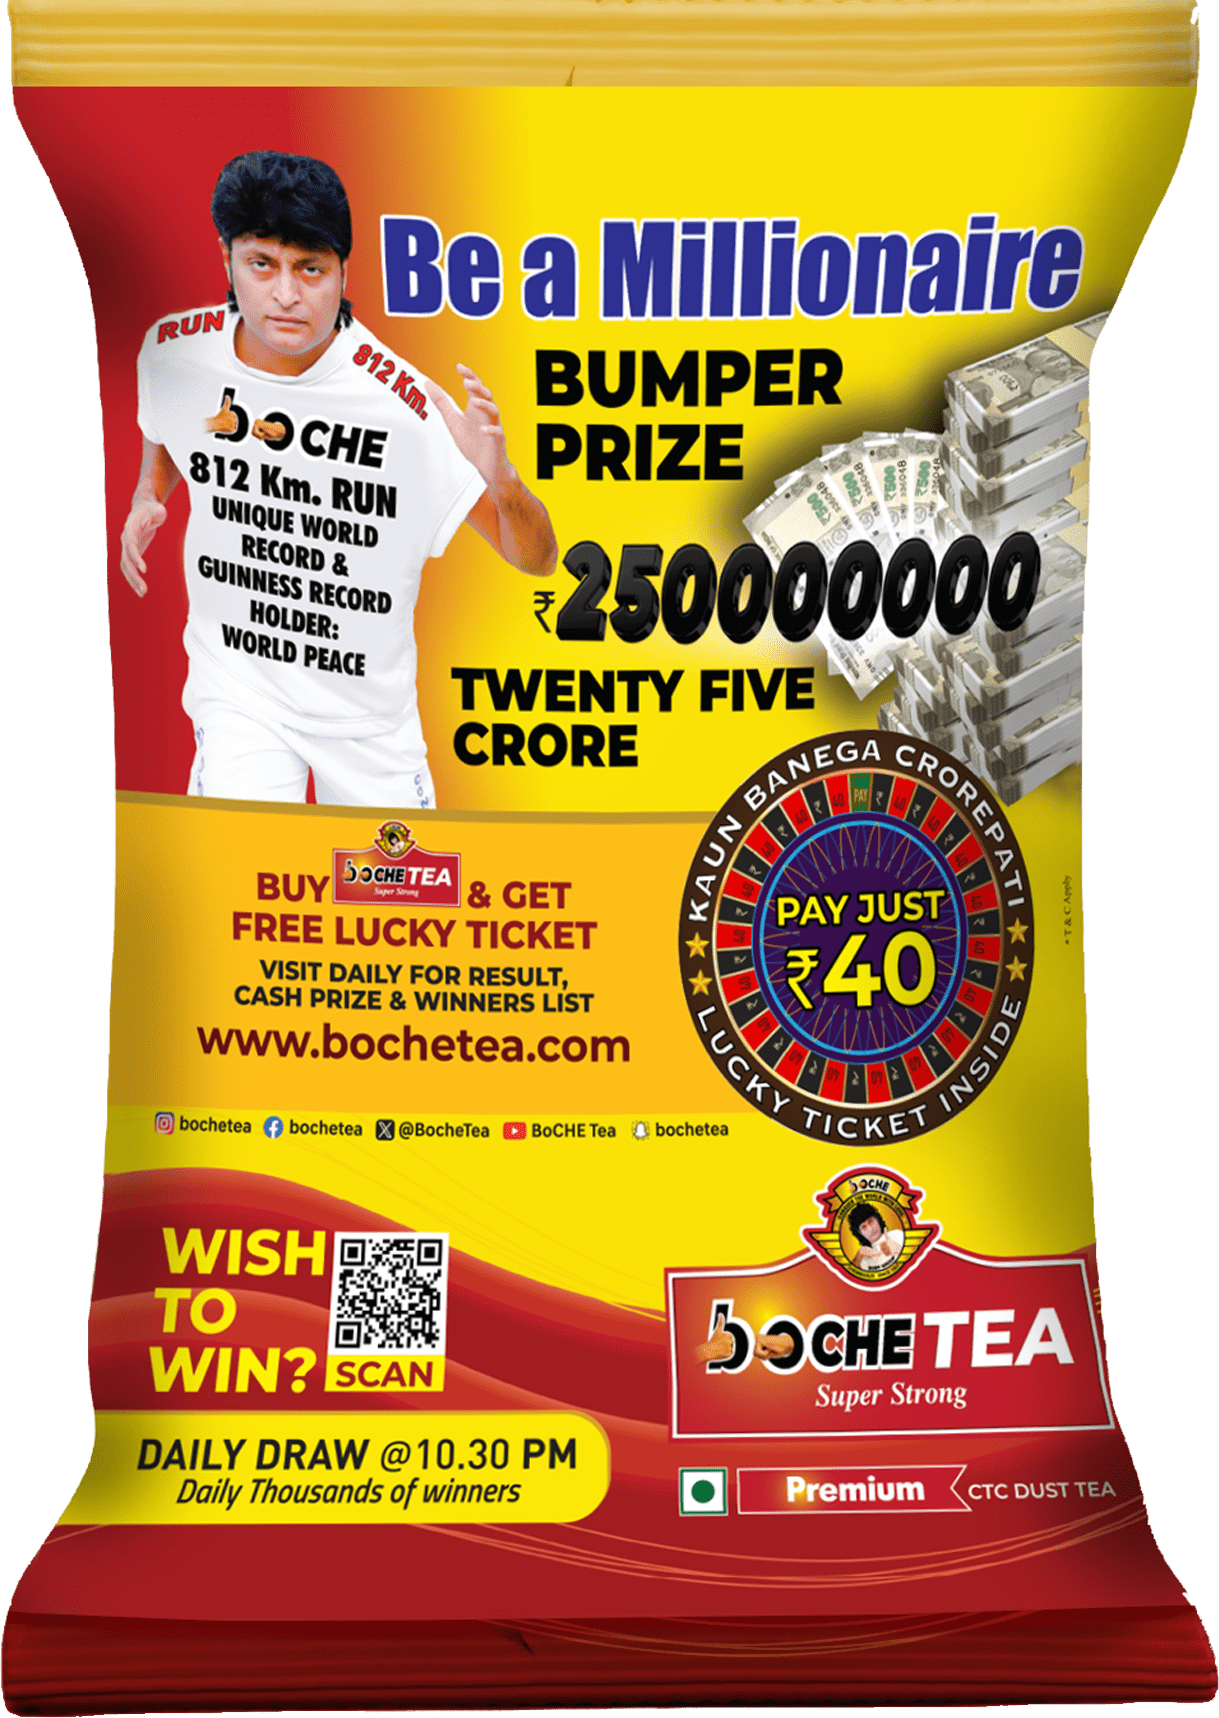 Be a Millionaire
BUMPER
PRIZE
₹250000000
TWENTY FIVE
CRORE
RUN
812 Km.
boCHE
812 Km. RUN
UNIQUE WORLD
RECORD &
GUINNESS RECORD
HOLDER:
WORLD PEACE
BUY boCHE TEA Super Strong & GET
FREE LUCKY TICKET
VISIT DAILY FOR RESULT,
CASH PRIZE & WINNERS LIST
www.bochetea.com
KAUN BANEGA CROREPATI
PAY JUST
₹40
LUCKY TICKET INSIDE
* T & C Apply
bochetea bochetea @BocheTea BoCHE Tea bochetea
WISH
TO
WIN?
SCAN
DAILY DRAW @10.30 PM
Daily Thousands of winners
boCHE
boCHE TEA
Super Strong
Premium CTC DUST TEA